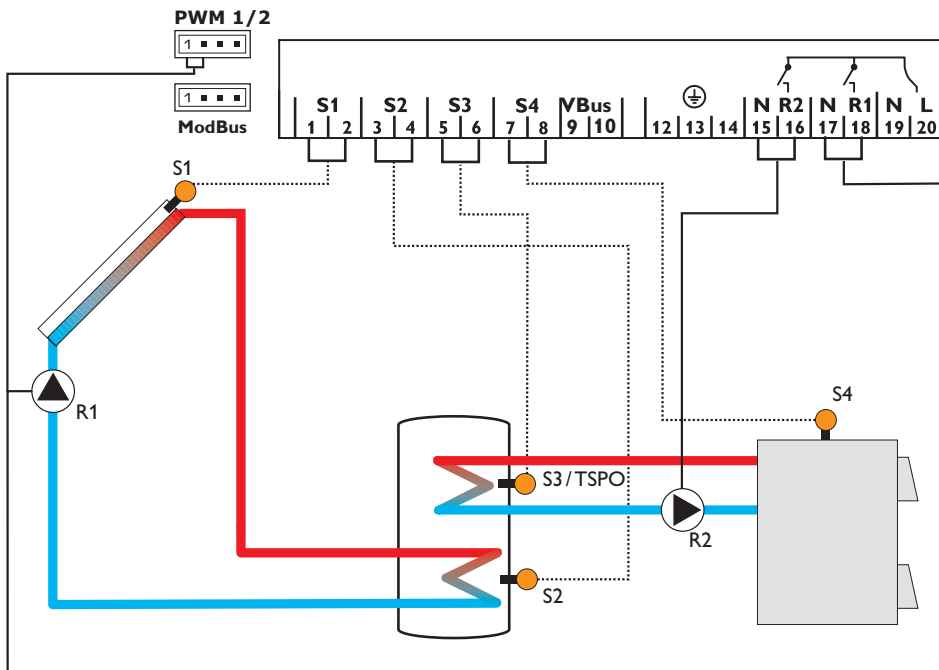 PWM 1/2
1
1
ModBus
S1 S2 S3 S4 VBus N R2 N R1 N L
1 2 3 4 5 6 7 8 9 10 12 13 14 15 16 17 18 19 20
S1
R1
S4
S3/TSPO
R2
S2